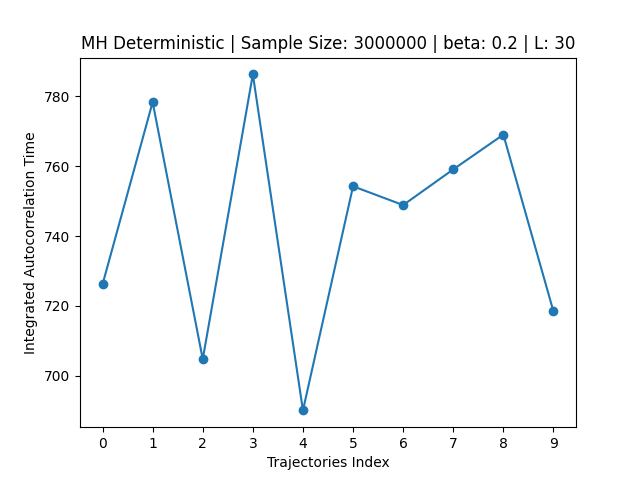 MH Deterministic | Sample Size: 3000000 | beta: 0.2 | L: 30
780
760
740
720
700
Integrated Autocorrelation Time
0 1 2 3 4 5 6 7 8 9
Trajectories Index